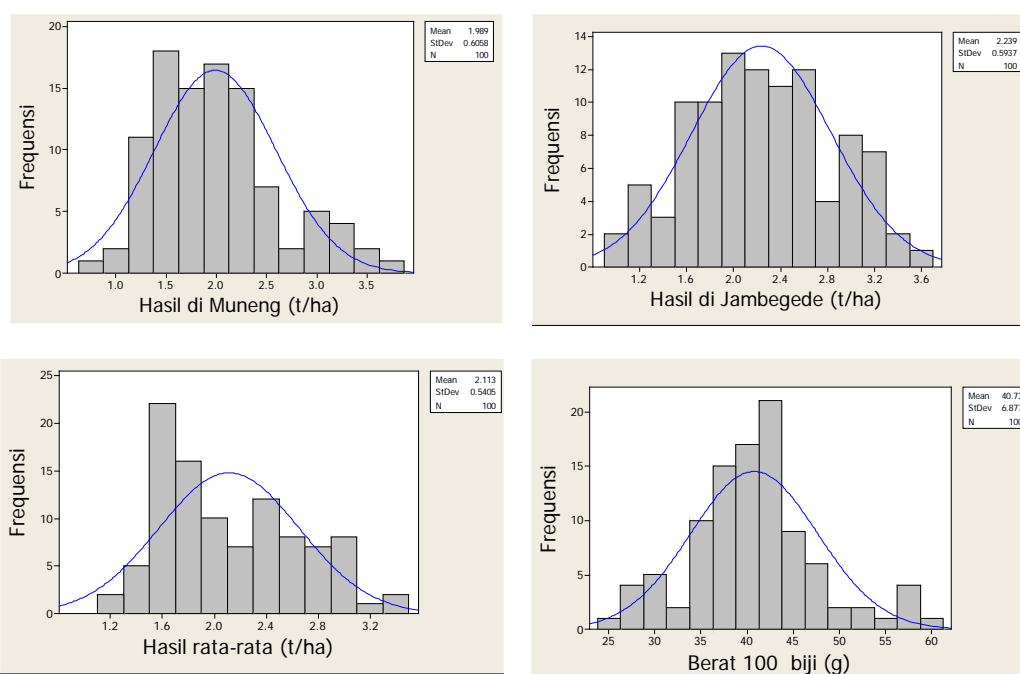 20
15
10
5
0
Frequensi
1.0 1.5 2.0 2.5 3.0 3.5
Hasil di Muneng (t/ha)
Mean 1.989
StDev 0.6058
N 100
14
12
10
8
6
4
2
0
Frequensi
1.2 1.6 2.0 2.4 2.8 3.2 3.6
Hasil di Jambegede (t/ha)
Mean 2.239
StDev 0.5937
N 100
25
20
15
10
5
0
Frequensi
1.2 1.6 2.0 2.4 2.8 3.2
Hasil rata-rata (t/ha)
Mean 2.113
StDev 0.5405
N 100
20
15
10
5
0
Frequensi
25 30 35 40 45 50 55 60
Berat 100 biji (g)
Mean
StDev
N 100